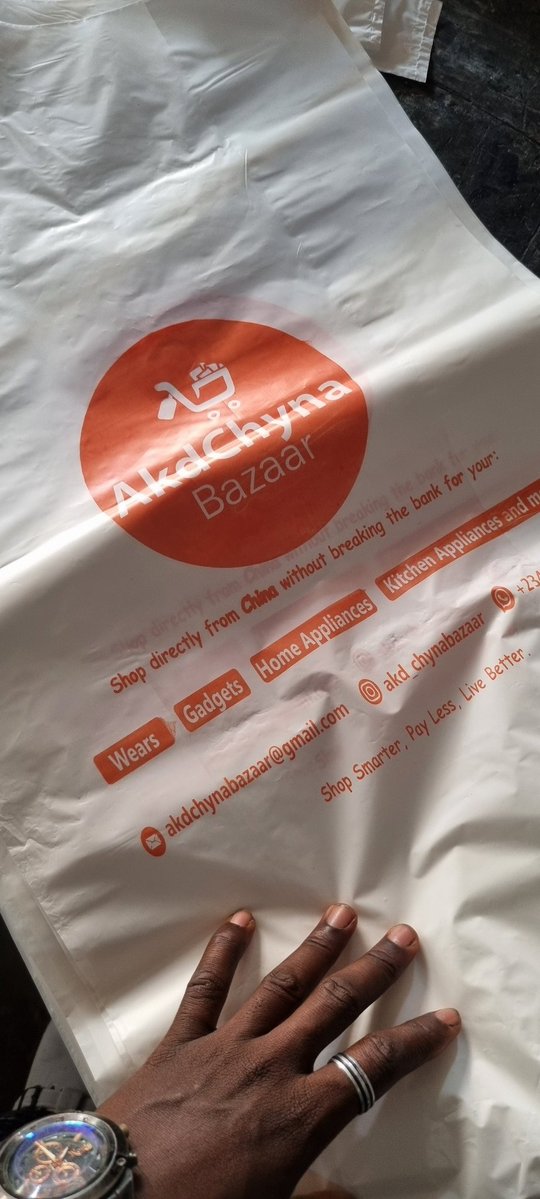 AkdChyna
Bazaar
Shop directly from China without breaking the bank for your:
Wears Gadgets Home Appliances Kitchen Appliances and m
akdchynabazaar@gmail.com akd_chynabazaar +234
Shop Smarter, Pay Less, Live Better.